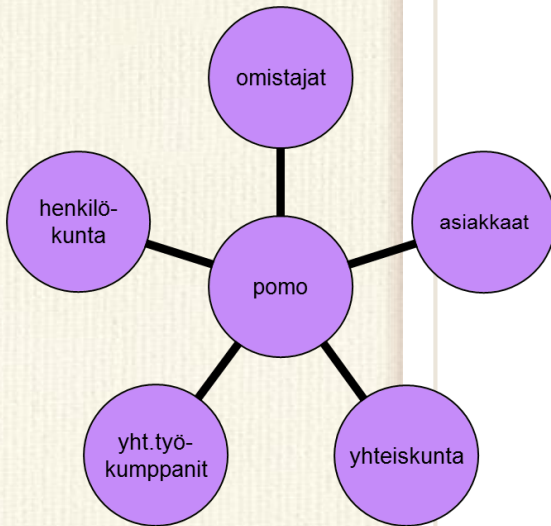 omistajat
henkilö-
kunta
asiakkaat
pomo
yht.työ-
kumppanit
yhteiskunta